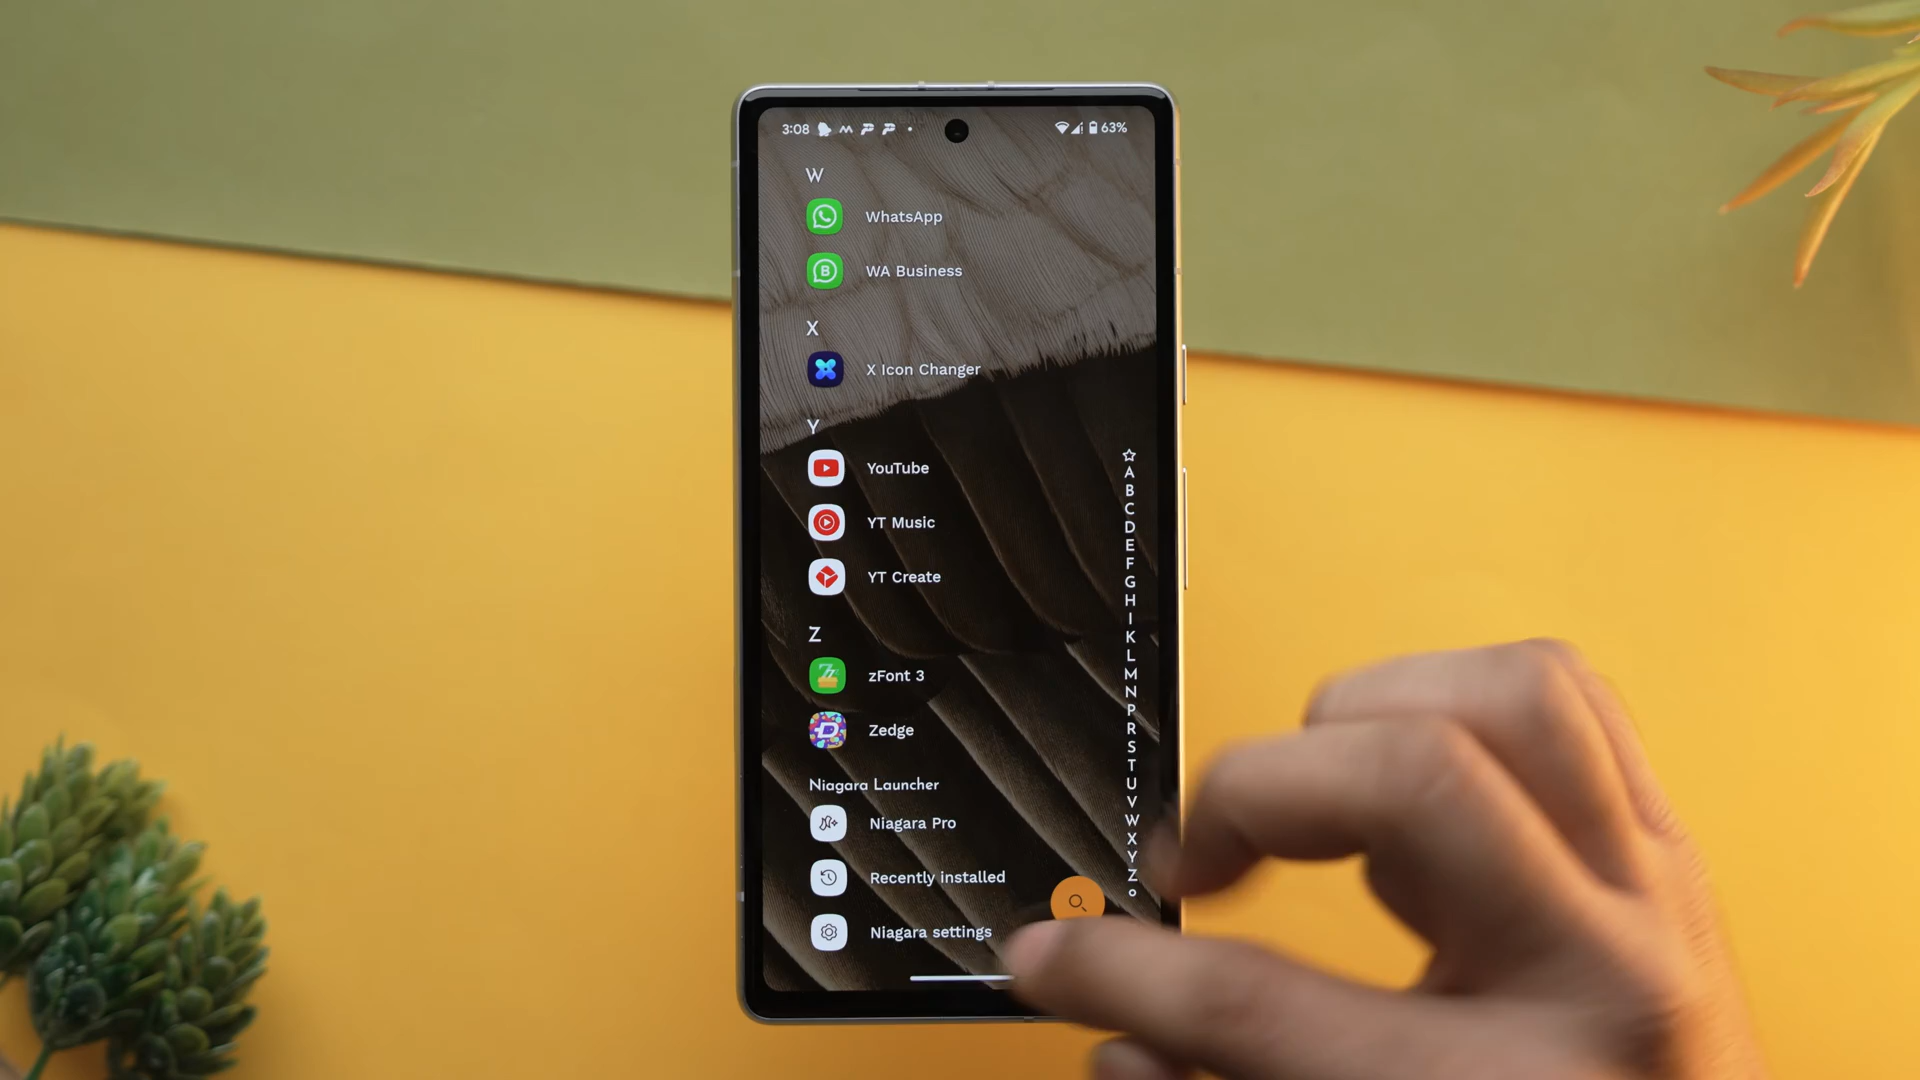 3:08
63%
W
WhatsApp
WA Business
X
X Icon Changer
Y
YouTube
YT Music
YT Create
Z
zFont 3
Zedge
Niagara Launcher
Niagara Pro
Recently installed
Niagara settings
A
B
C
D
E
F
G
H
I
K
L
M
N
P
R
S
T
U
V
W
X
Y
Z